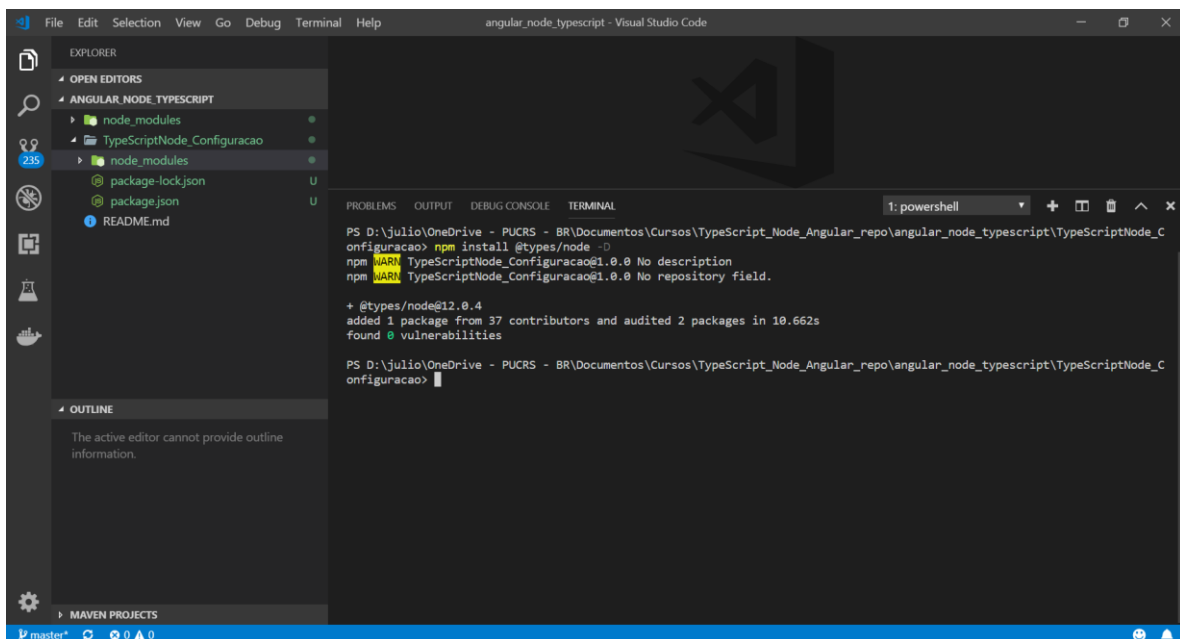 File Edit Selection View Go Debug Terminal Help
angular_node_typescript - Visual Studio Code
EXPLORER
OPEN EDITORS
ANGULAR_NODE_TYPESCRIPT
node_modules
TypeScriptNode_Configuracao
node_modules
package-lock.json U
package.json U
README.md
235
PROBLEMS OUTPUT DEBUG CONSOLE TERMINAL
1: powershell
PS D:\julio\OneDrive - PUCRS - BR\Documentos\Cursos\TypeScript_Node_Angular_repo\angular_node_typescript\TypeScriptNode_C
onfiguracao> npm install @types/node -D
npm WARN TypeScriptNode_Configuracao@1.0.0 No description
npm WARN TypeScriptNode_Configuracao@1.0.0 No repository field.
+ @types/node@12.0.4
added 1 package from 37 contributors and audited 2 packages in 10.662s
found 0 vulnerabilities
PS D:\julio\OneDrive - PUCRS - BR\Documentos\Cursos\TypeScript_Node_Angular_repo\angular_node_typescript\TypeScriptNode_C
onfiguracao>
OUTLINE
The active editor cannot provide outline
information.
MAVEN PROJECTS
master* 0 0